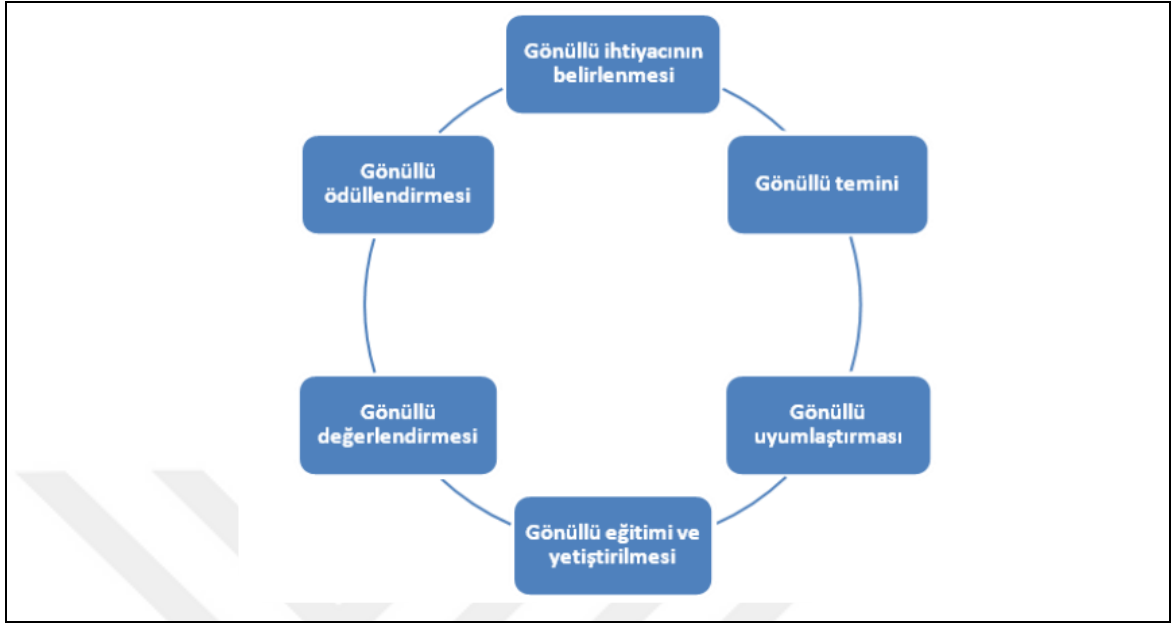 Gönüllü ihtiyacının
belirlenmesi
Gönüllü temini
Gönüllü
uyumlaştırması
Gönüllü eğitimi ve
yetiştirilmesi
Gönüllü
değerlendirmesi
Gönüllü
ödüllendirmesi